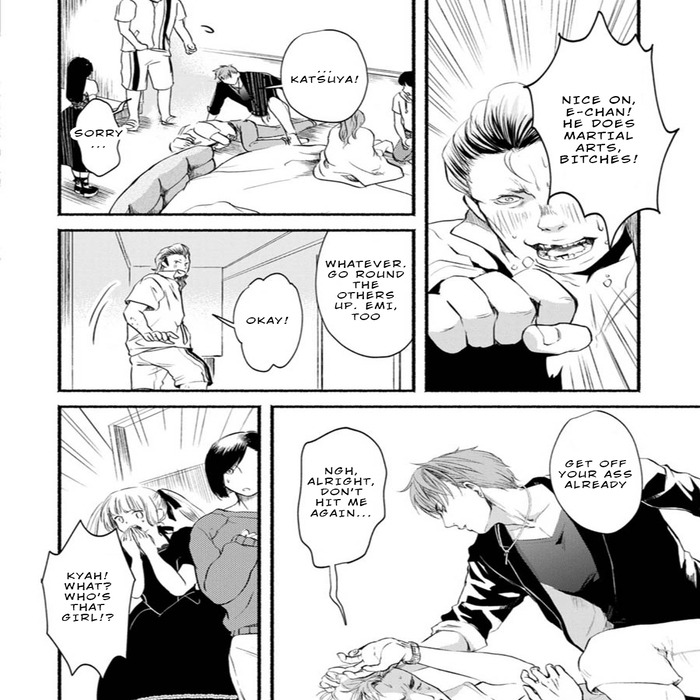 NICE ON,
E-CHAN!
HE DOES
MARTIAL
ARTS,
BITCHES!
...
KATSUYA!
SORRY
...
WHATEVER.
GO ROUND
THE
OTHERS
UP. EMI,
TOO
OKAY!
GET OFF
YOUR ASS
ALREADY
NGH,
ALRIGHT,
DON'T
HIT ME
AGAIN...
KYAH!
WHAT?
WHO'S
THAT
GIRL!?